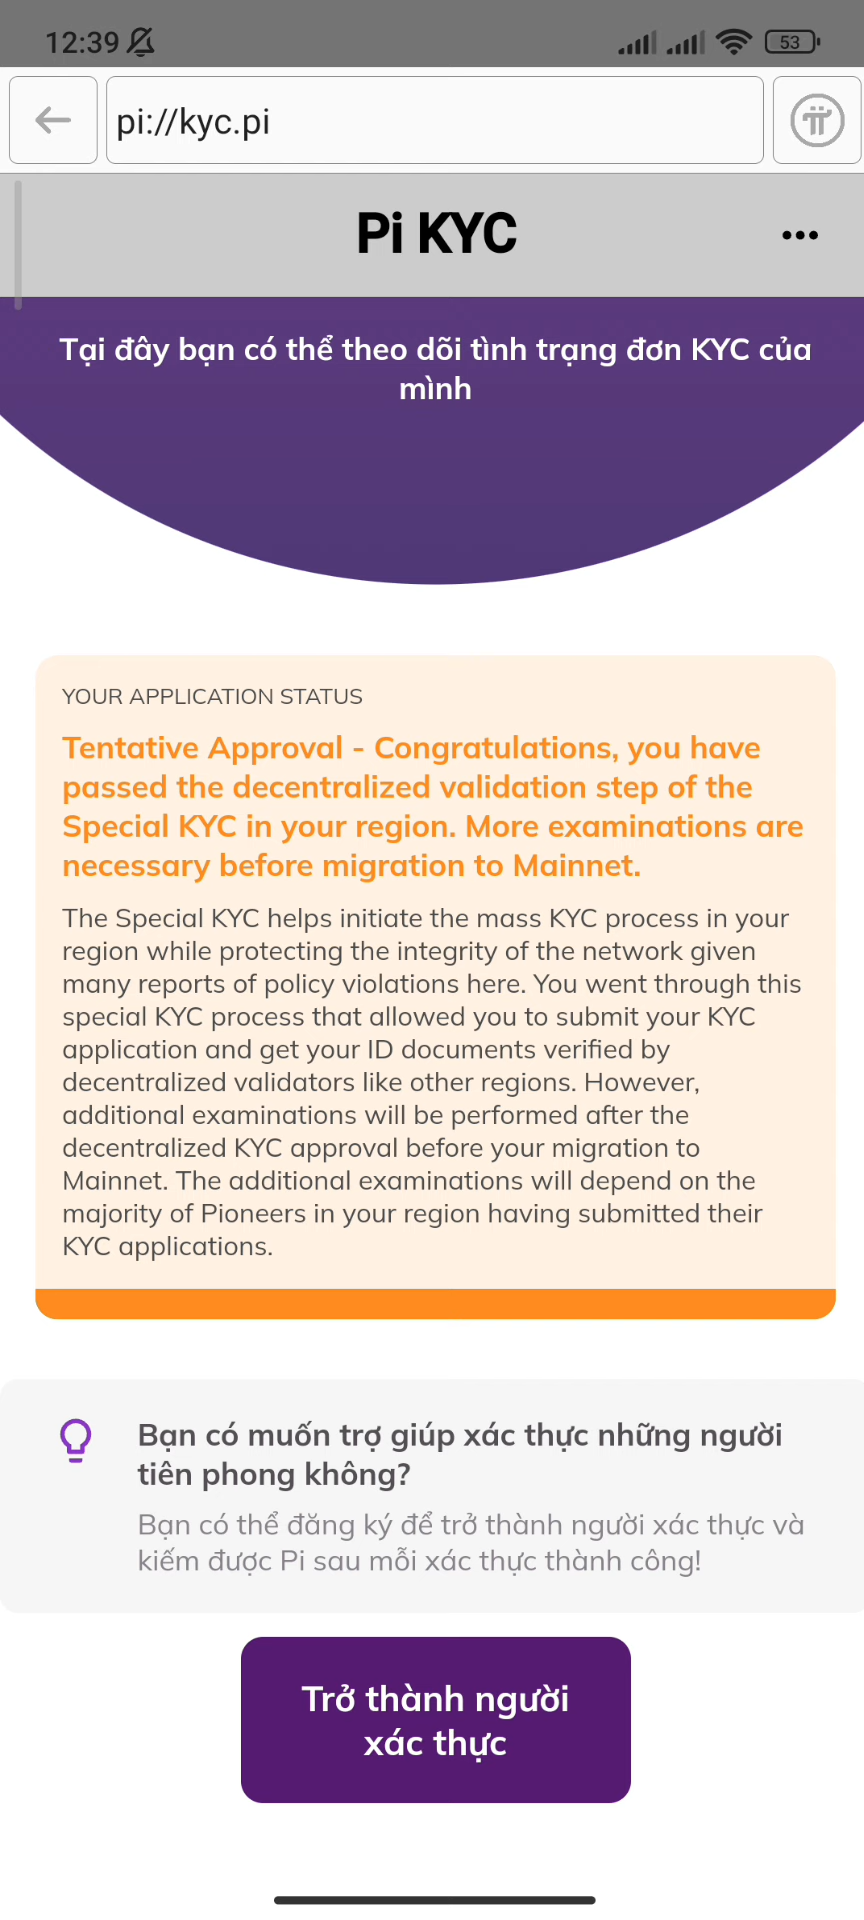 12:39
53
pi://kyc.pi
Pi KYC
Tại đây bạn có thể theo dõi tình trạng đơn KYC của
mình
YOUR APPLICATION STATUS
Tentative Approval - Congratulations, you have
passed the decentralized validation step of the
Special KYC in your region. More examinations are
necessary before migration to Mainnet.
The Special KYC helps initiate the mass KYC process in your
region while protecting the integrity of the network given
many reports of policy violations here. You went through this
special KYC process that allowed you to submit your KYC
application and get your ID documents verified by
decentralized validators like other regions. However,
additional examinations will be performed after the
decentralized KYC approval before your migration to
Mainnet. The additional examinations will depend on the
majority of Pioneers in your region having submitted their
KYC applications.
Bạn có muốn trợ giúp xác thực những người
tiên phong không?
Bạn có thể đăng ký để trở thành người xác thực và
kiếm được Pi sau mỗi xác thực thành công!
Trở thành người
xác thực